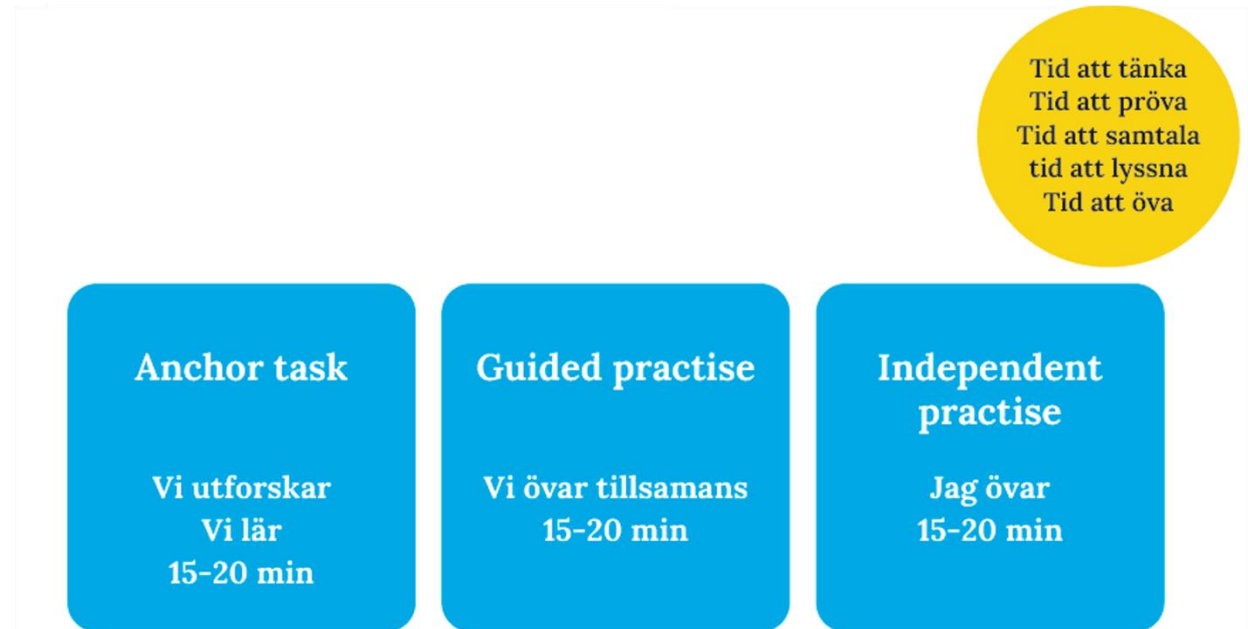 Tid att tänka
Tid att pröva
Tid att samtala
tid att lyssna
Tid att öva
Anchor task
Vi utforskar
Vi lär
15-20 min
Guided practise
Vi övar tillsamans
15-20 min
Independent
practise
Jag övar
15-20 min